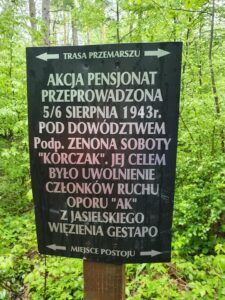 TRASA PRZEMARSZU
AKCJA PENSJONAT
PRZEPROWADZONA
5/6 SIERPNIA 1943r.
POD DOWÓDZTWEM
Podp. ZENONA SOBOTY
"KORCZAK". JEJ CELEM
BYŁO UWOLNIENIE
CZŁONKÓW RUCHU
OPORU "AK"
Z JASIELSKIEGO
WIĘZIENIA GESTAPO
MIEJSCE POSTOJU